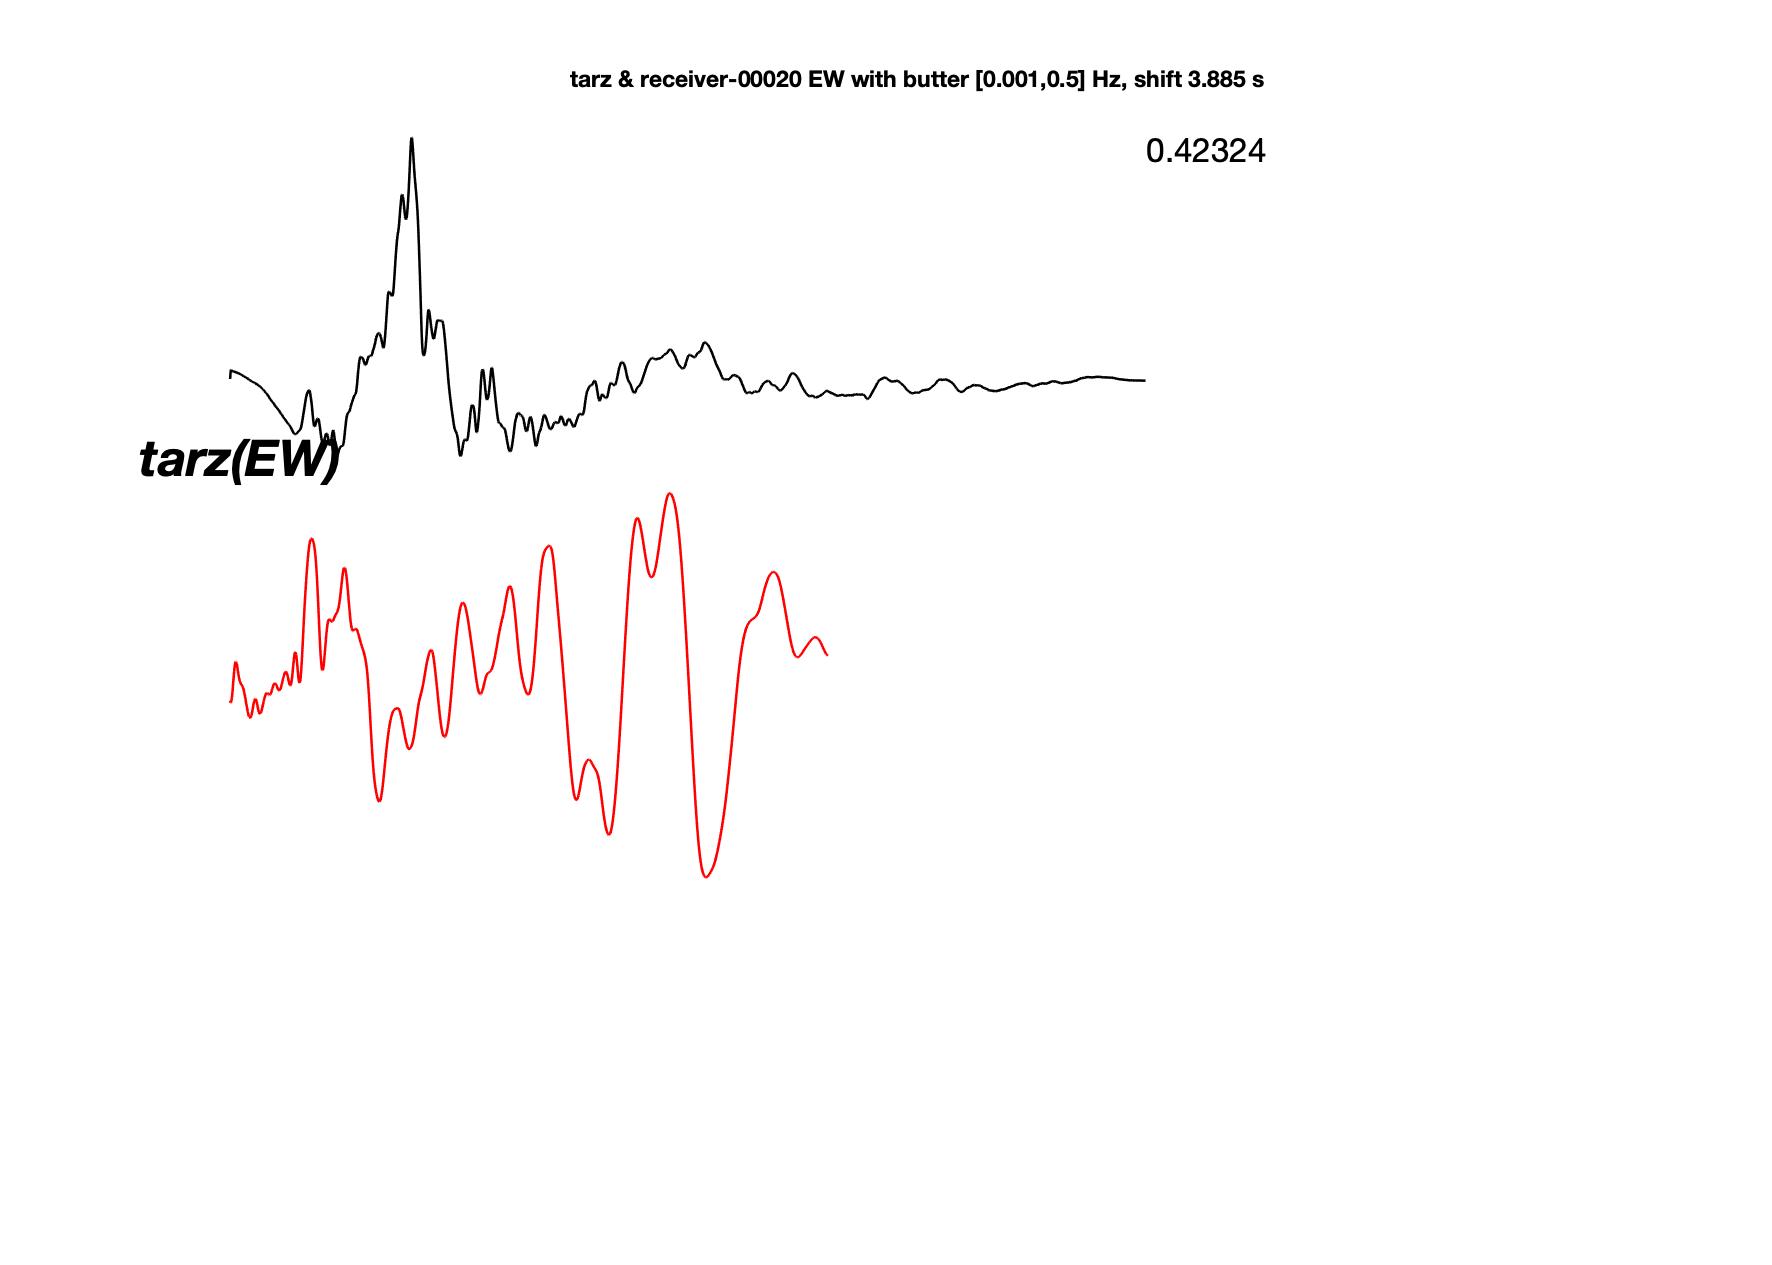 tarz & receiver-00020 EW with butter [0.001,0.5] Hz, shift 3.885 s
0.42324
tarz(EW)